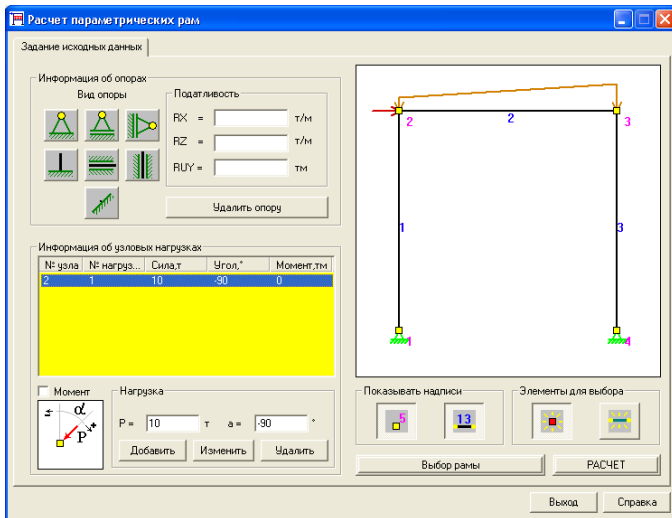 Расчет параметрических рам
Задание исходных данных
Информация об опорах
Вид опоры
Податливость
RX =
т/м
RZ =
т/м
RUY =
тм
Удалить опору
Информация об узловых нагрузках
№ узла № нагруз... Сила,т Угол,° Момент,тм
2 1 10 -90 0
Момент
Нагрузка
z α + P
P = 10 т a = -90 °
Добавить Изменить Удалить
2 2 3
1 3
1 4
Показывать надписи
5 13
Элементы для выбора
Выбор рамы РАСЧЕТ
Выход Справка